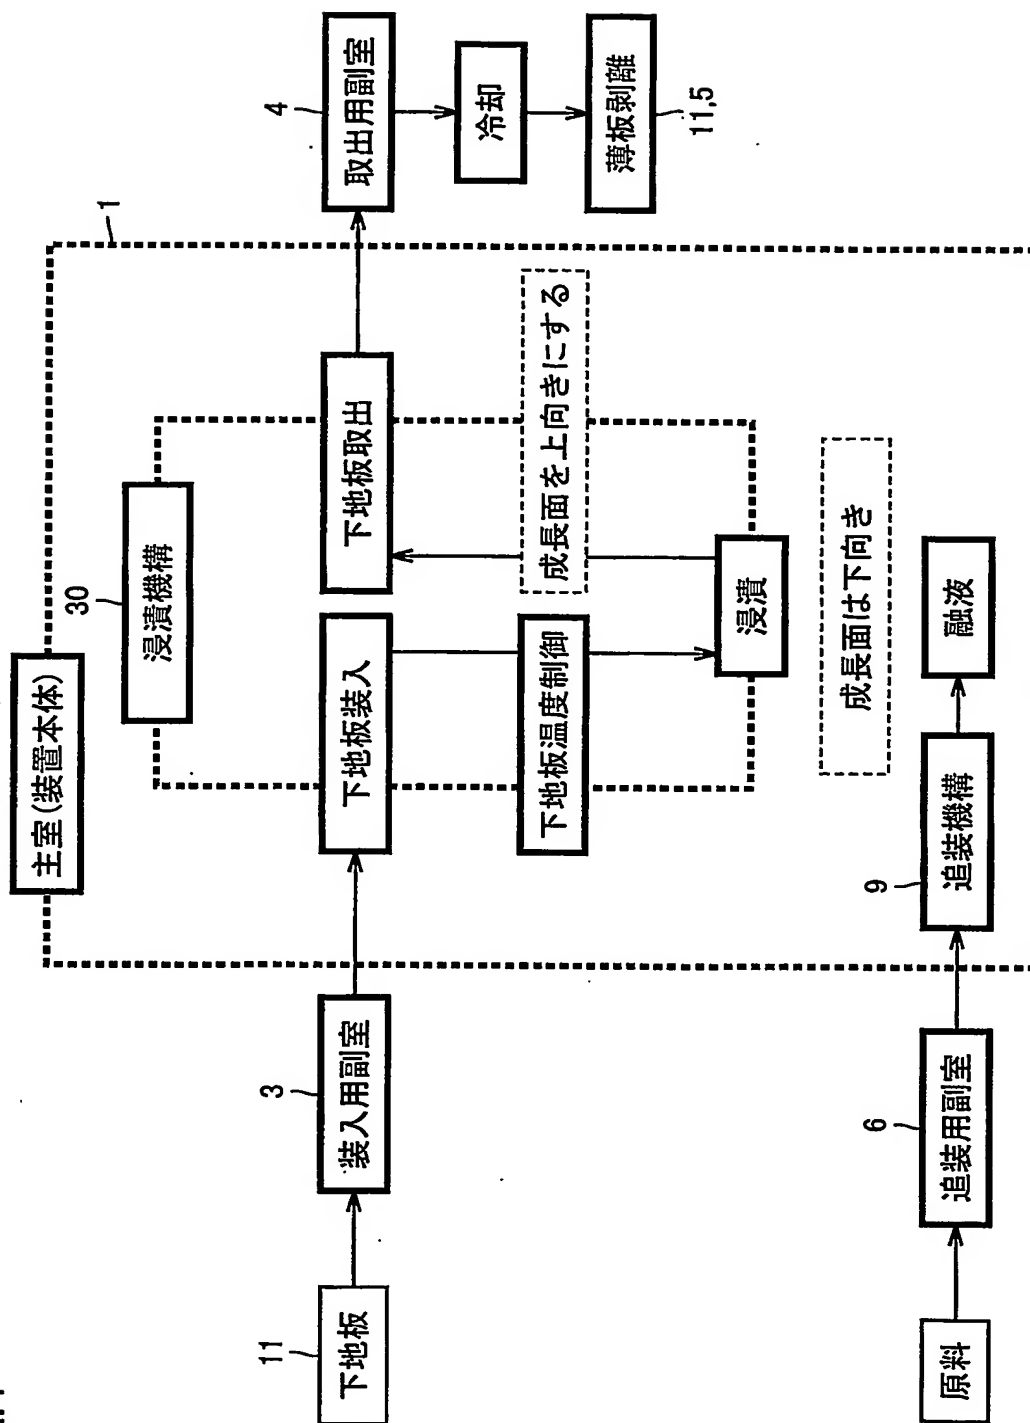 主室(装置本体)
1
30
浸漬機構
11
下地板
3
装入用副室
下地板装入
下地板取出
4
取出用副室
冷却
薄板剥離
11,5
下地板温度制御
成長面を上向きにする
浸漬
成長面は下向き
原料
6
追装用副室
9
追装機構
融液